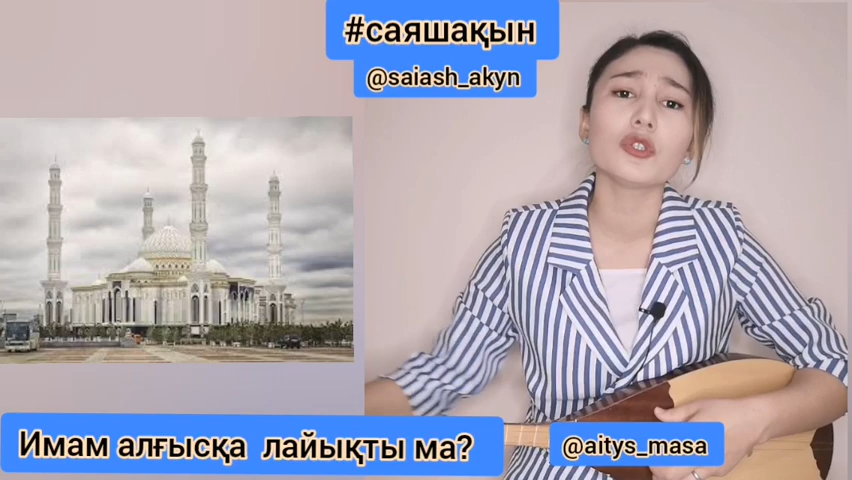 #саяшақын
@saiash_akyn
Имам алғысқа лайықты ма?
@aitys_masa